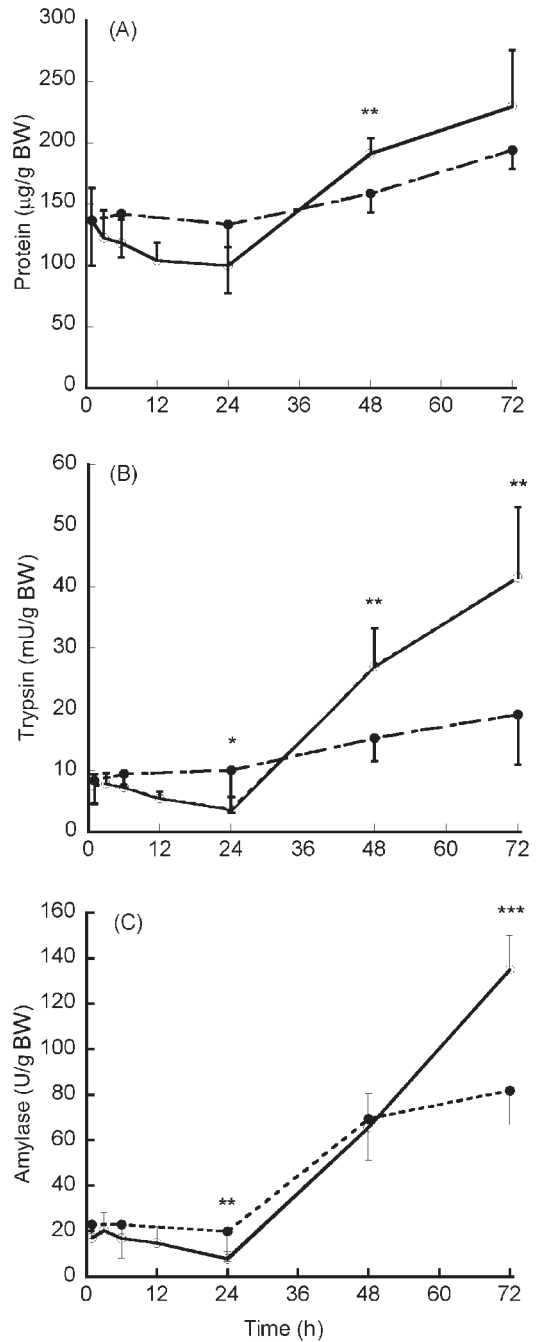 (A)
Protein (µg/g BW)
300
250
200
150
100
50
0
**
0 12 24 36 48 60 72
(B)
Trypsin (mU/g BW)
60
50
40
30
20
10
0
*
**
**
0 12 24 36 48 60 72
(C)
Amylase (U/g BW)
160
140
120
100
80
60
40
20
0
**
***
0 12 24 36 48 60 72
Time (h)